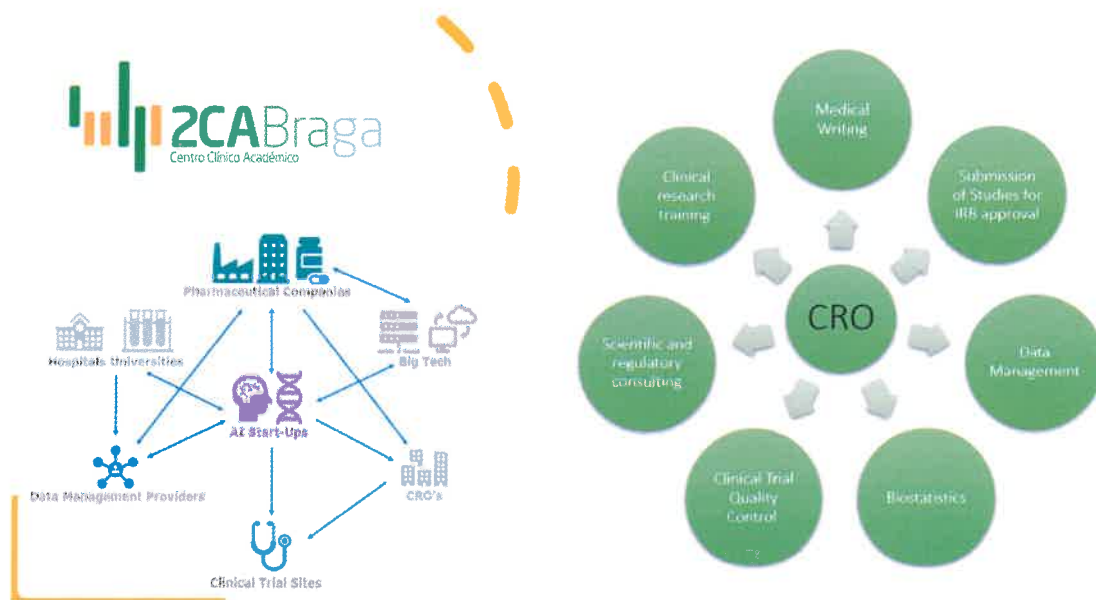 2CABraga
Centro Clínico Académico
Pharmaceutical Companies
Hospitals Universities
Big Tech
AI Start-Ups
Data Management Providers
CRO's
Clinical Trial Sites
Medical
Writing
Submission
of Studies for
IRB approval
Data
Management
Biostatistics
Clinical Trial
Quality
Control
Scientific and
regulatory
consulting
Clinical
research
training
CRO